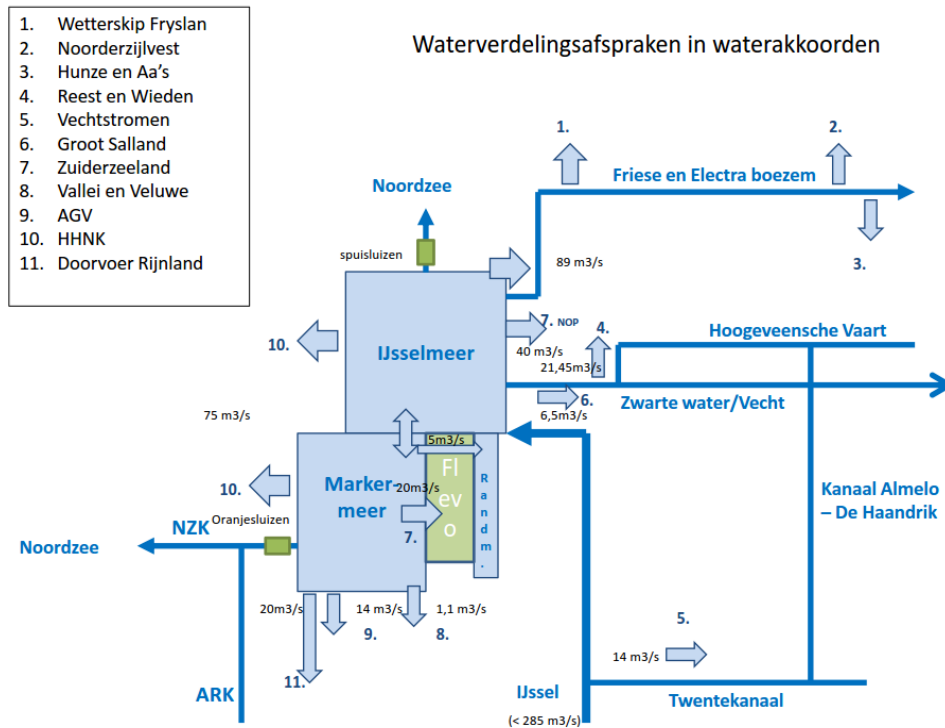 1. Wetterskip Fryslan
2. Noorderzijlvest
3. Hunze en Aa's
4. Reest en Wieden
5. Vechtstromen
6. Groot Salland
7. Zuiderzeeland
8. Vallei en Veluwe
9. AGV
10. HHNK
11. Doorvoer Rijnland
Waterverdelingsafspraken in waterakkoorden
1.
2.
Noordzee
Friese en Electra boezem
spuisluizen
89 m3/s
3.
7. NOP
4.
Hoogeveensche Vaart
10.
IJsselmeer
40 m3/s
21,45m3/s
6.
Zwarte water/Vecht
75 m3/s
6,5m3/s
5m3/s
Marker-
meer
20m3/s
Fl
ev
o
R
a
n
d
m
.
10.
Kanaal Almelo
– De Haandrik
Oranjesluizen
7.
NZK
Noordzee
20m3/s
14 m3/s
1,1 m3/s
9.
8.
5.
14 m3/s
11.
ARK
IJssel
(< 285 m3/s)
Twentekanaal